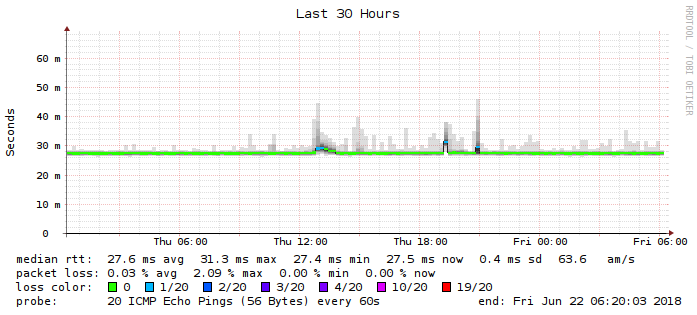 Last 30 Hours
RRDTOOL / TOBI OETIKER
Seconds
60 m
50 m
40 m
30 m
20 m
10 m
0
Thu 06:00 Thu 12:00 Thu 18:00 Fri 00:00 Fri 06:00
median rtt: 27.6 ms avg 31.3 ms max 27.4 ms min 27.5 ms now 0.4 ms sd 63.6 am/s
packet loss: 0.03 % avg 2.09 % max 0.00 % min 0.00 % now
loss color: 0 1/20 2/20 3/20 4/20 10/20 19/20
probe: 20 ICMP Echo Pings (56 Bytes) every 60s end: Fri Jun 22 06:20:03 2018